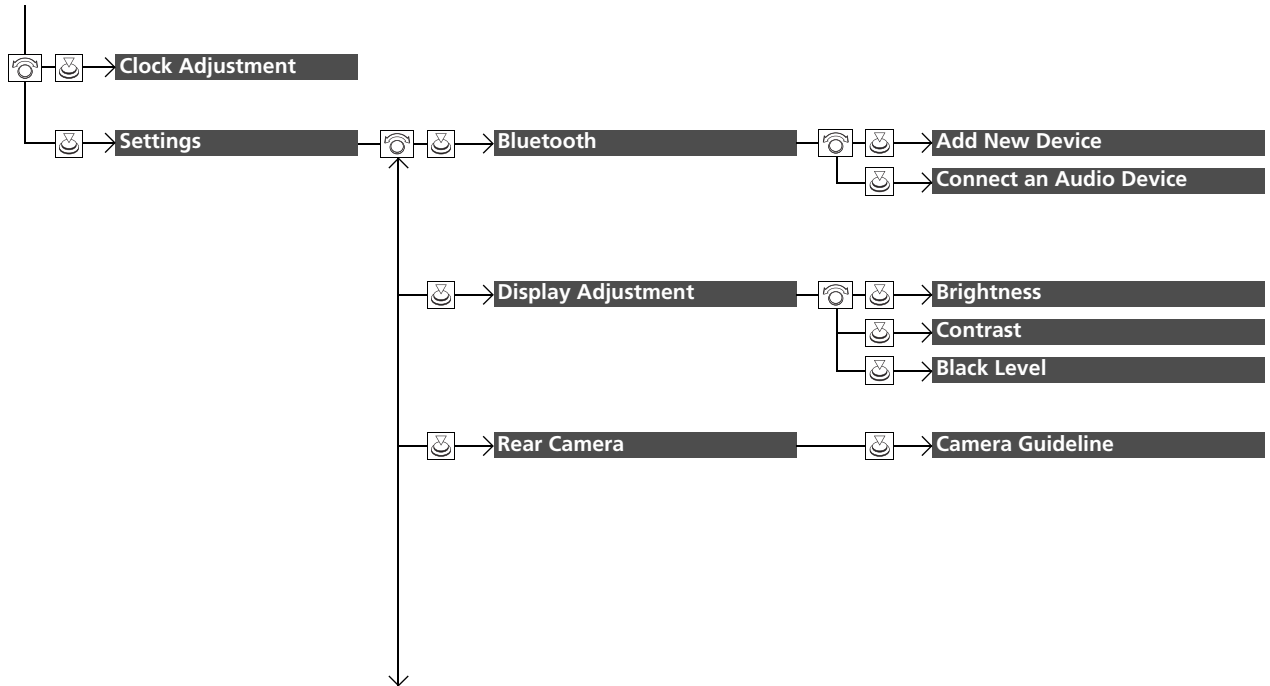 Clock Adjustment
Settings
Bluetooth
Add New Device
Connect an Audio Device
Display Adjustment
Brightness
Contrast
Black Level
Rear Camera
Camera Guideline